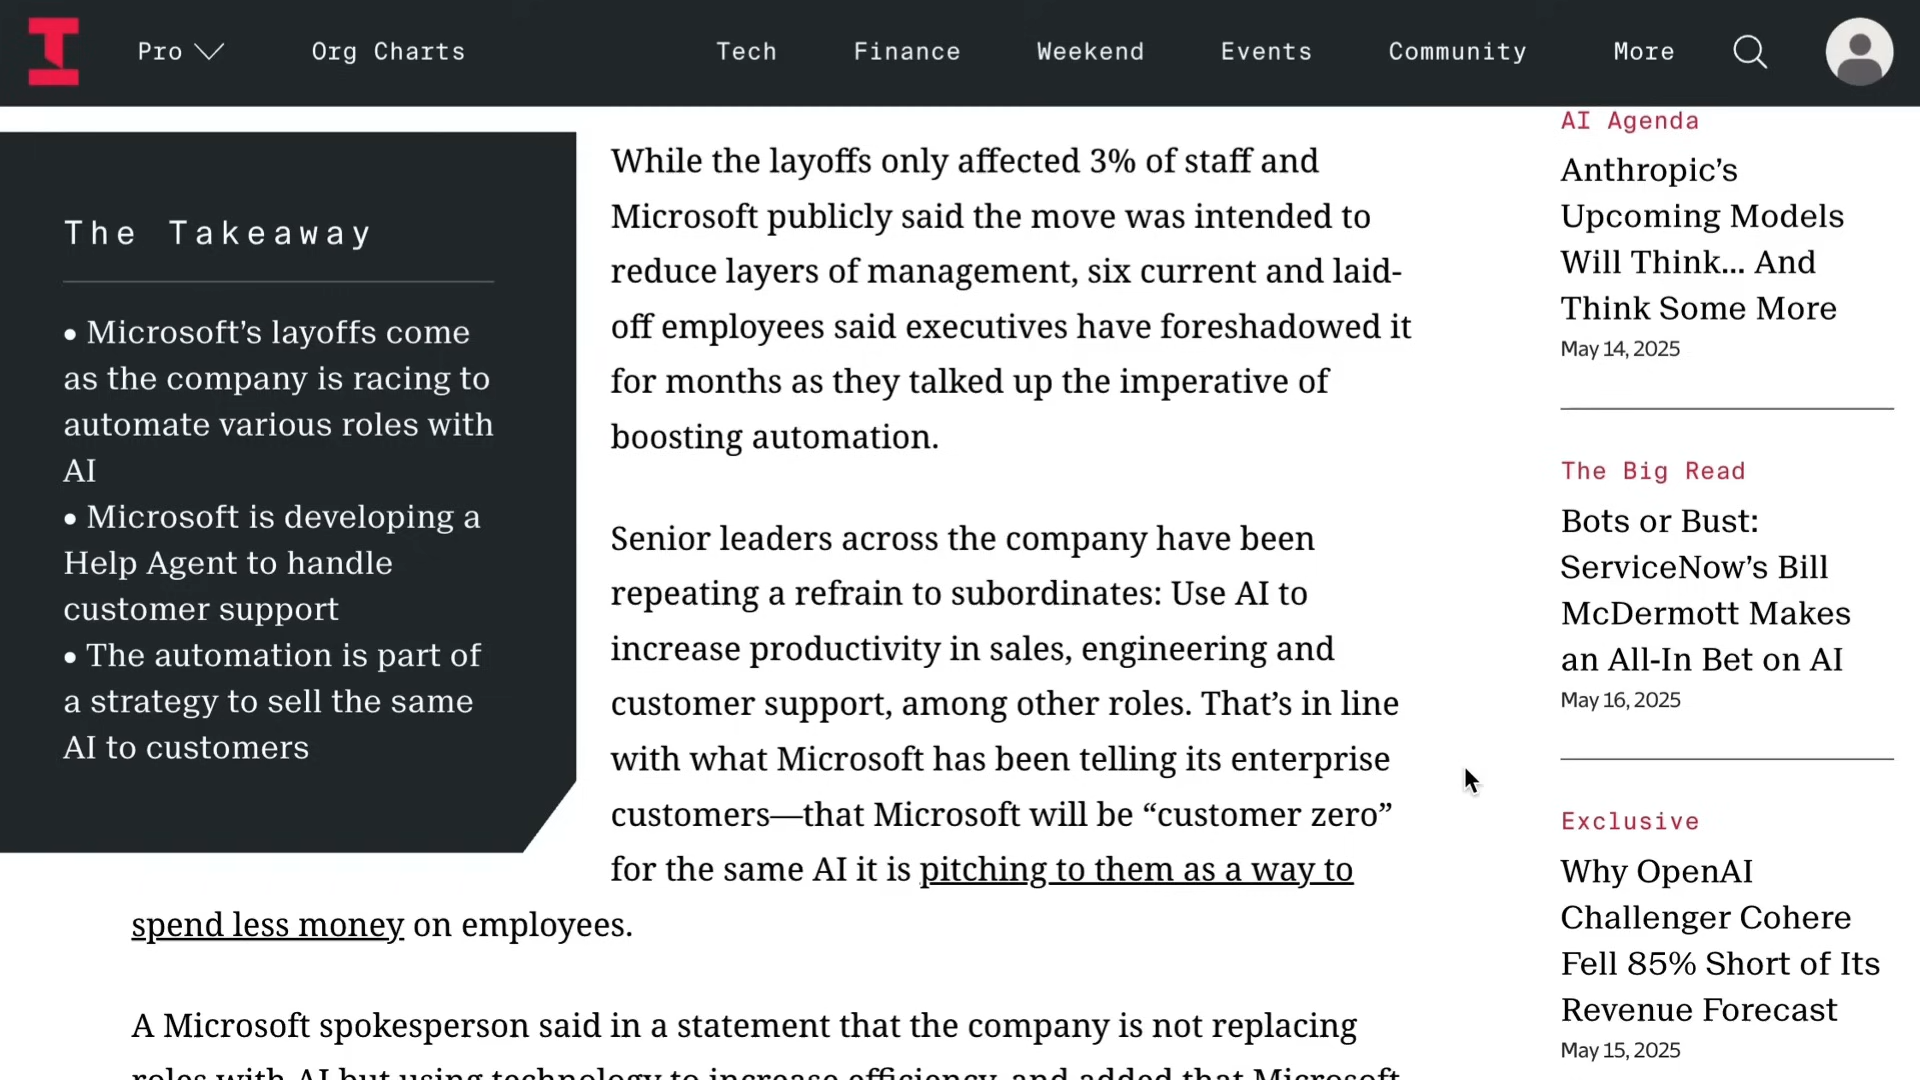 Pro
Org Charts
Tech
Finance
Weekend
Events
Community
More
The Takeaway
• Microsoft’s layoffs come
as the company is racing to
automate various roles with
AI
• Microsoft is developing a
Help Agent to handle
customer support
• The automation is part of
a strategy to sell the same
AI to customers
While the layoffs only affected 3% of staff and
Microsoft publicly said the move was intended to
reduce layers of management, six current and laid-
off employees said executives have foreshadowed it
for months as they talked up the imperative of
boosting automation.
Senior leaders across the company have been
repeating a refrain to subordinates: Use AI to
increase productivity in sales, engineering and
customer support, among other roles. That’s in line
with what Microsoft has been telling its enterprise
customers—that Microsoft will be “customer zero”
for the same AI it is pitching to them as a way to
spend less money on employees.
A Microsoft spokesperson said in a statement that the company is not replacing
roles with AI but using technology to increase efficiency, and added that Microsoft
AI Agenda
Anthropic’s
Upcoming Models
Will Think... And
Think Some More
May 14, 2025
The Big Read
Bots or Bust:
ServiceNow’s Bill
McDermott Makes
an All-In Bet on AI
May 16, 2025
Exclusive
Why OpenAI
Challenger Cohere
Fell 85% Short of Its
Revenue Forecast
May 15, 2025